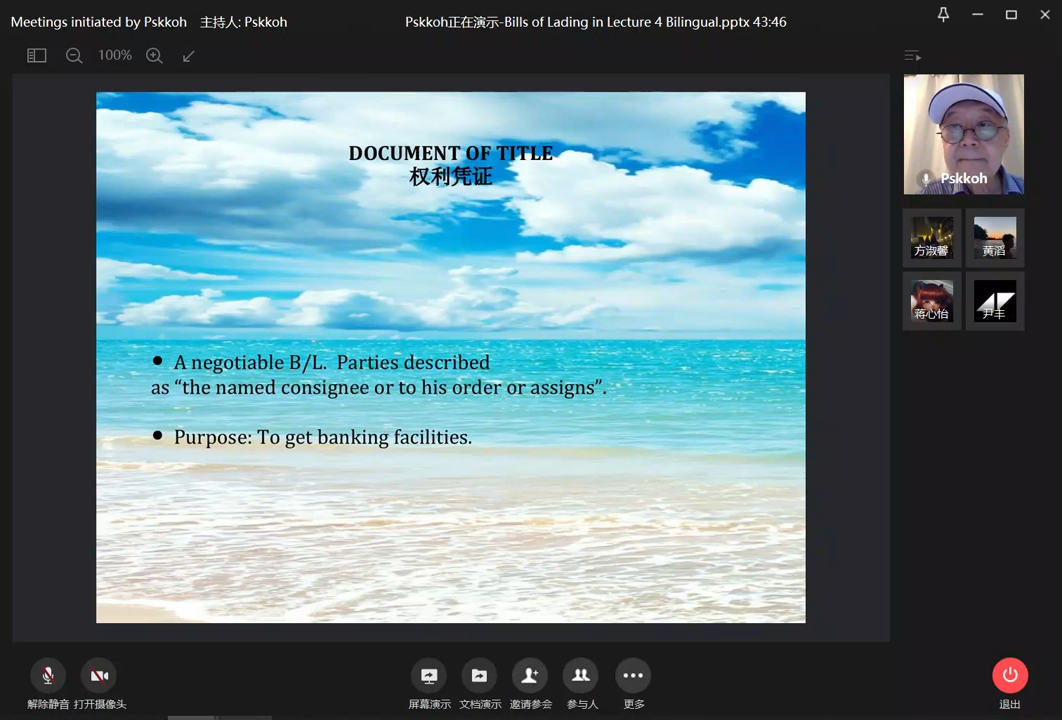 Meetings initiated by Pskkoh 主持人: Pskkoh
Pskkoh正在演示-Bills of Lading in Lecture 4 Bilingual.pptx 43:46
100%
DOCUMENT OF TITLE
权利凭证
● A negotiable B/L. Parties described
as “the named consignee or to his order or assigns”.
● Purpose: To get banking facilities.
Pskkoh
方淑馨
黄滔
蒋心怡
尹丰
解除静音 打开摄像头
屏幕演示 文档演示 邀请参会 参与人 更多
退出